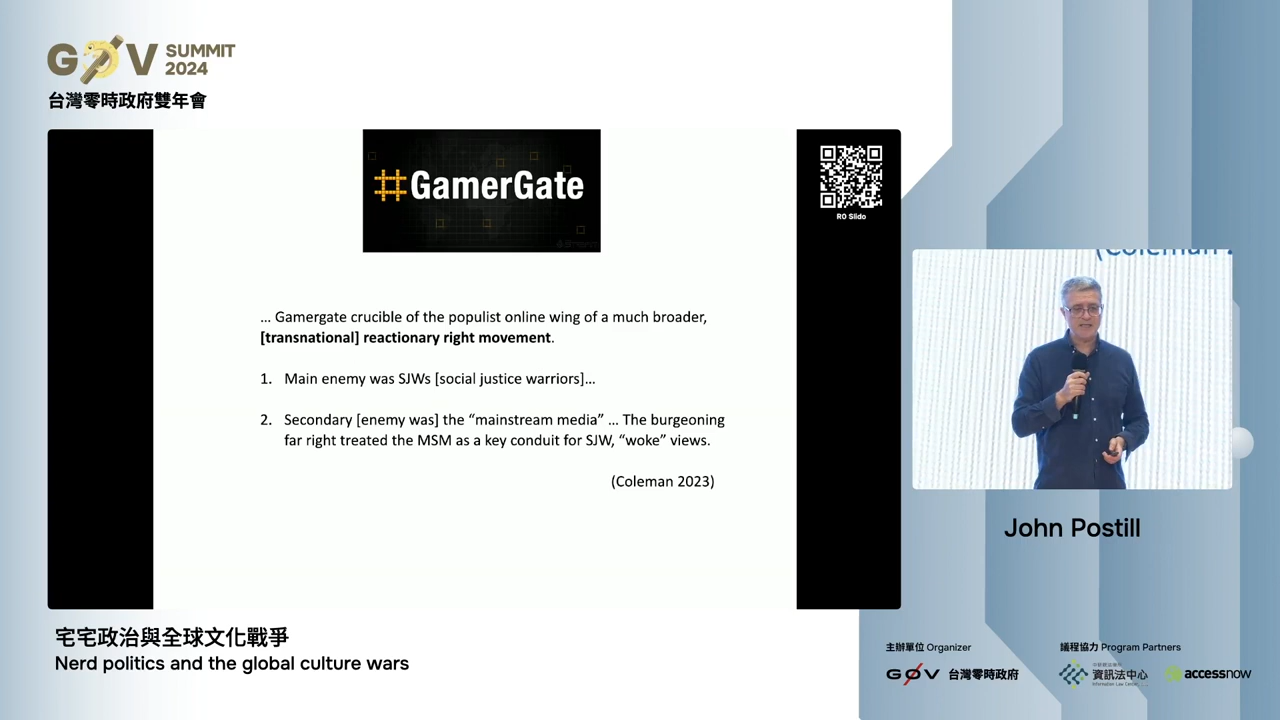 G0V SUMMIT
2024
台灣零時政府雙年會
#GamerGate
R0 Slido
... Gamergate crucible of the populist online wing of a much broader,
[transnational] reactionary right movement.
1. Main enemy was SJWs [social justice warriors]...
2. Secondary [enemy was] the “mainstream media” ... The burgeoning
far right treated the MSM as a key conduit for SJW, “woke” views.
(Coleman 2023)
(Coleman
John Postill
宅宅政治與全球文化戰爭
Nerd politics and the global culture wars
主辦單位 Organizer
議程協力 Program Partners
G0V 台灣零時政府
資訊法中心
Information Law Center
accessnow